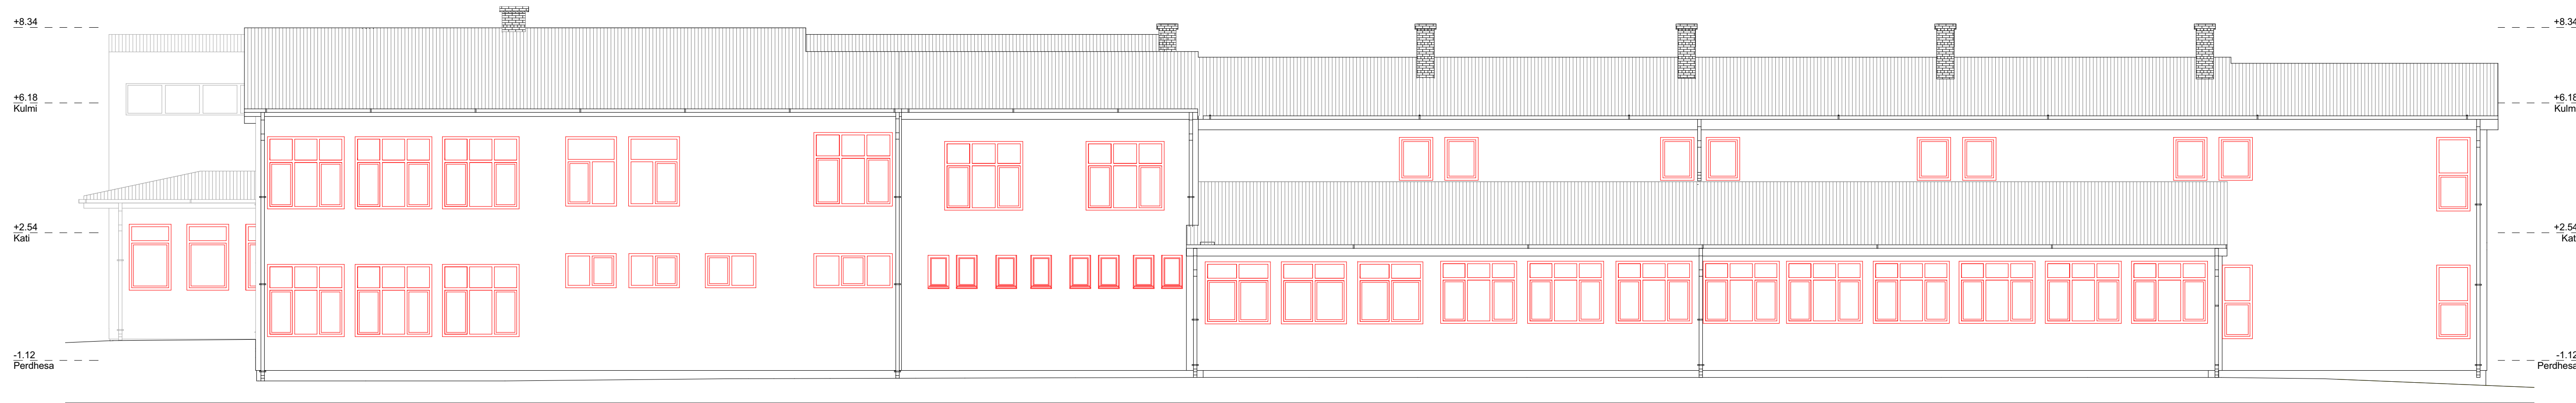 +8.34
+6.18
Kulmi
+2.54
Kati
-1.12
Perdhesa
+8.34
+6.18
Kulmi
+2.54
Kati
-1.12
Perdhesa